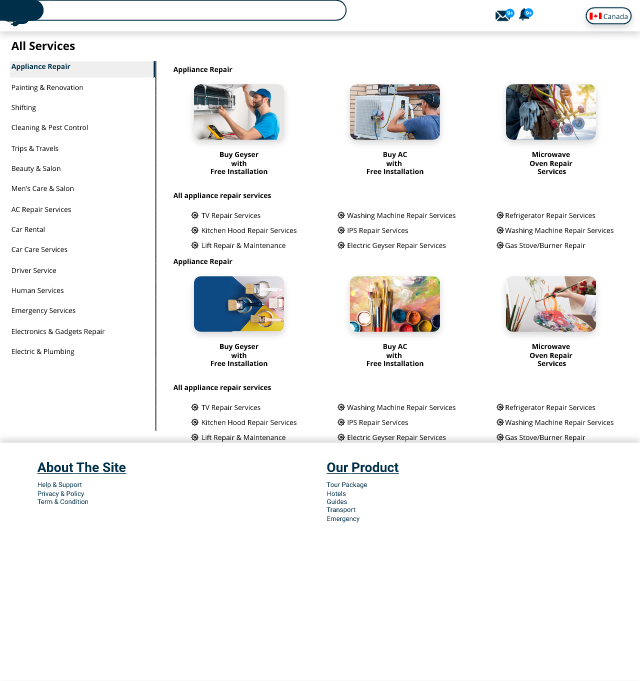 9+
9+
Canada
All Services
Appliance Repair
Painting & Renovation
Shifting
Cleaning & Pest Control
Trips & Travels
Beauty & Salon
Men's Care & Salon
AC Repair Services
Car Rental
Car Care Services
Driver Service
Human Services
Emergency Services
Electronics & Gadgets Repair
Electric & Plumbing
Appliance Repair
Buy Geyser
with
Free Installation
Buy AC
with
Free Installation
Microwave
Oven Repair
Services
All appliance repair services
TV Repair Services
Washing Machine Repair Services
Refrigerator Repair Services
Kitchen Hood Repair Services
IPS Repair Services
Washing Machine Repair Services
Lift Repair & Maintenance
Electric Geyser Repair Services
Gas Stove/Burner Repair
Appliance Repair
Buy Geyser
with
Free Installation
Buy AC
with
Free Installation
Microwave
Oven Repair
Services
All appliance repair services
TV Repair Services
Washing Machine Repair Services
Refrigerator Repair Services
Kitchen Hood Repair Services
IPS Repair Services
Washing Machine Repair Services
Lift Repair & Maintenance
Electric Geyser Repair Services
Gas Stove/Burner Repair
About The Site
Help & Support
Privacy & Policy
Term & Condition
Our Product
Tour Package
Hotels
Guides
Transport
Emergency